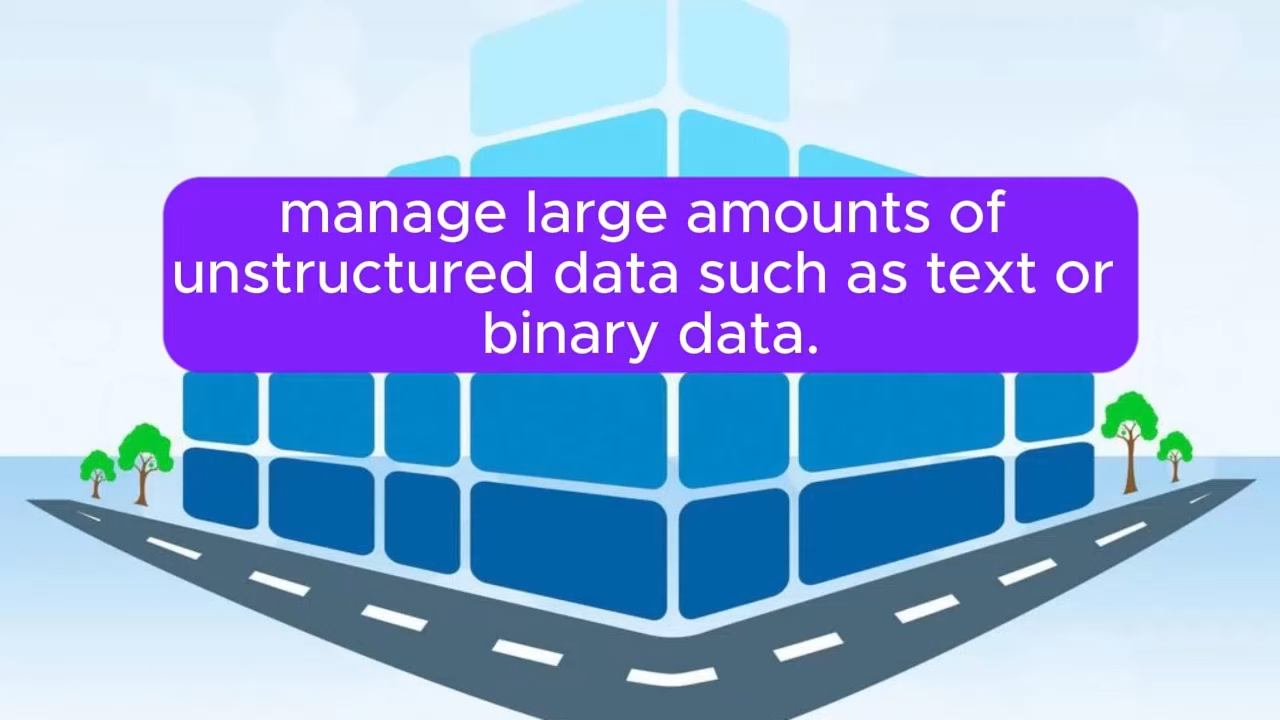 manage large amounts of
unstructured data such as text or
binary data.